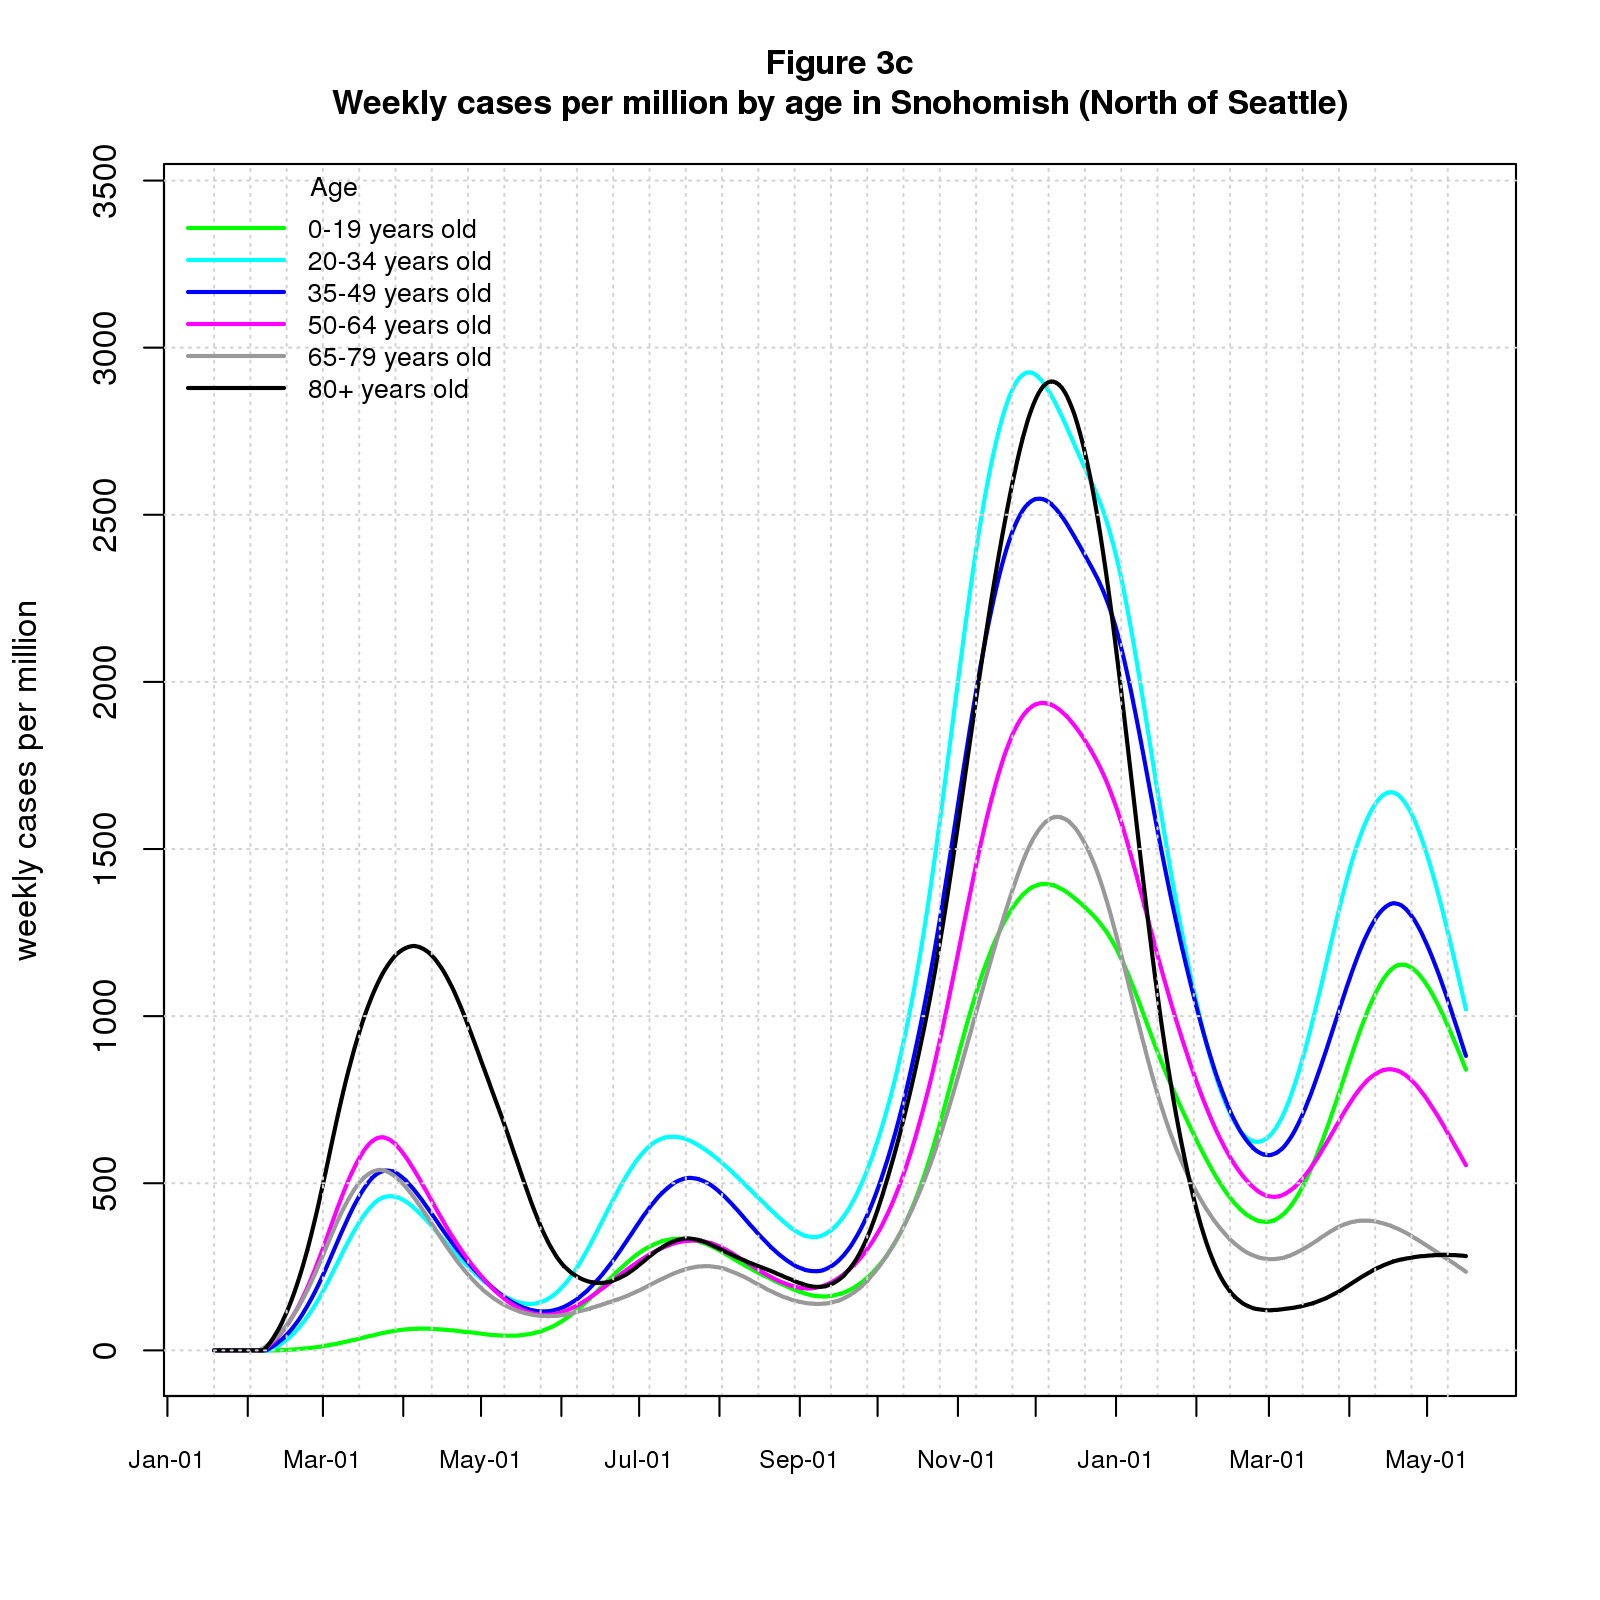 Figure 3c
Weekly cases per million by age in Snohomish (North of Seattle)
weekly cases per million
3500
3000
2500
2000
1500
1000
500
0
Age
0-19 years old
20-34 years old
35-49 years old
50-64 years old
65-79 years old
80+ years old
Jan-01 Mar-01 May-01 Jul-01 Sep-01 Nov-01 Jan-01 Mar-01 May-01